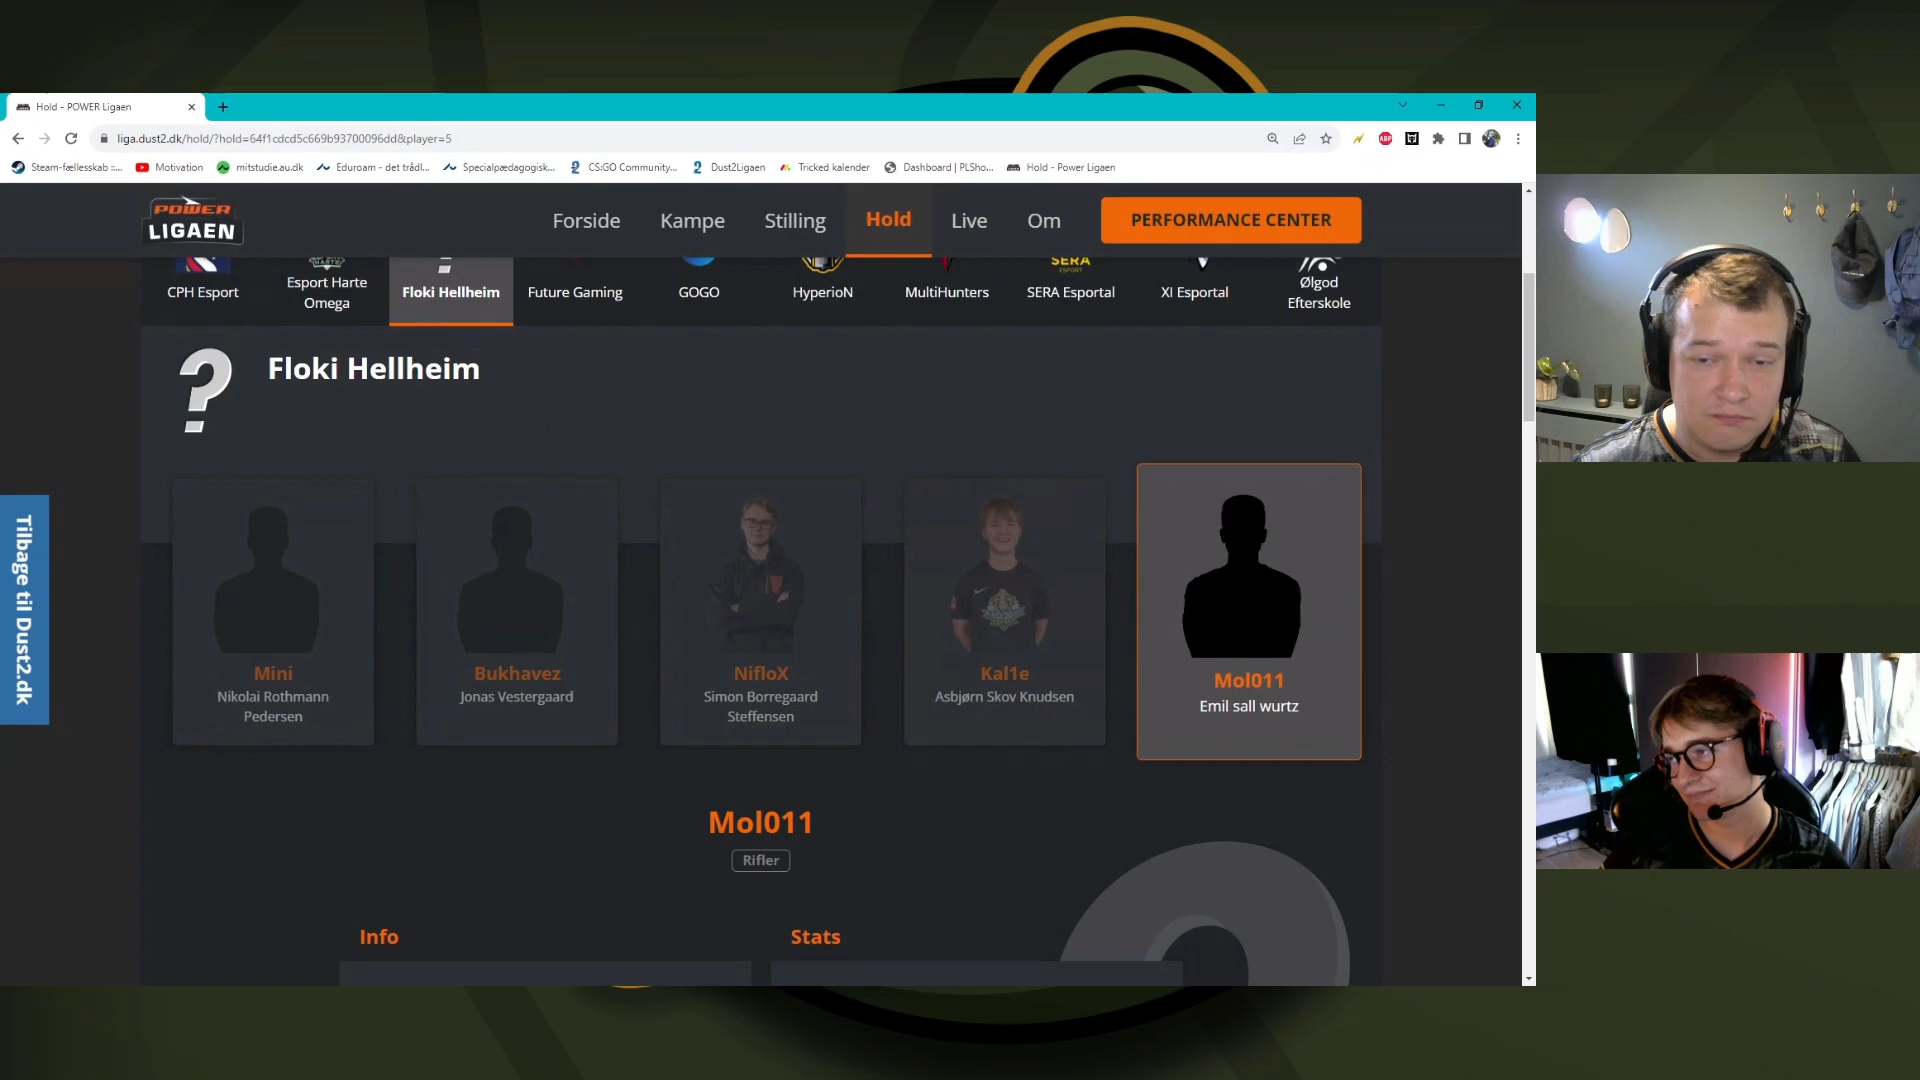 Hold - POWER Ligaen
liga.dust2.dk/hold/?hold=64f1cdcd5c669b93700096dd&player=5
Steam-fællesskab ::... Motivation mitstudie.au.dk Eduroam - det trådl... Specialpædagogisk... CS:GO Community... Dust2Ligaen Tricked kalender Dashboard | PLSho... Hold - Power Ligaen
POWER
LIGAEN
Forside Kampe Stilling Hold Live Om PERFORMANCE CENTER
CPH Esport
Esport Harte
Omega
Floki Hellheim
Future Gaming
GOGO
HyperioN
MultiHunters
SERA
ESPORT
SERA Esportal
XI Esportal
Ølgod
Efterskole
? Floki Hellheim
Mini
Nikolai Rothmann
Pedersen
Bukhavez
Jonas Vestergaard
NifloX
Simon Borregaard
Steffensen
Kal1e
Asbjørn Skov Knudsen
Mol011
Emil sall wurtz
Tilbage til Dust2.dk
Mol011
Rifler
Info
Stats